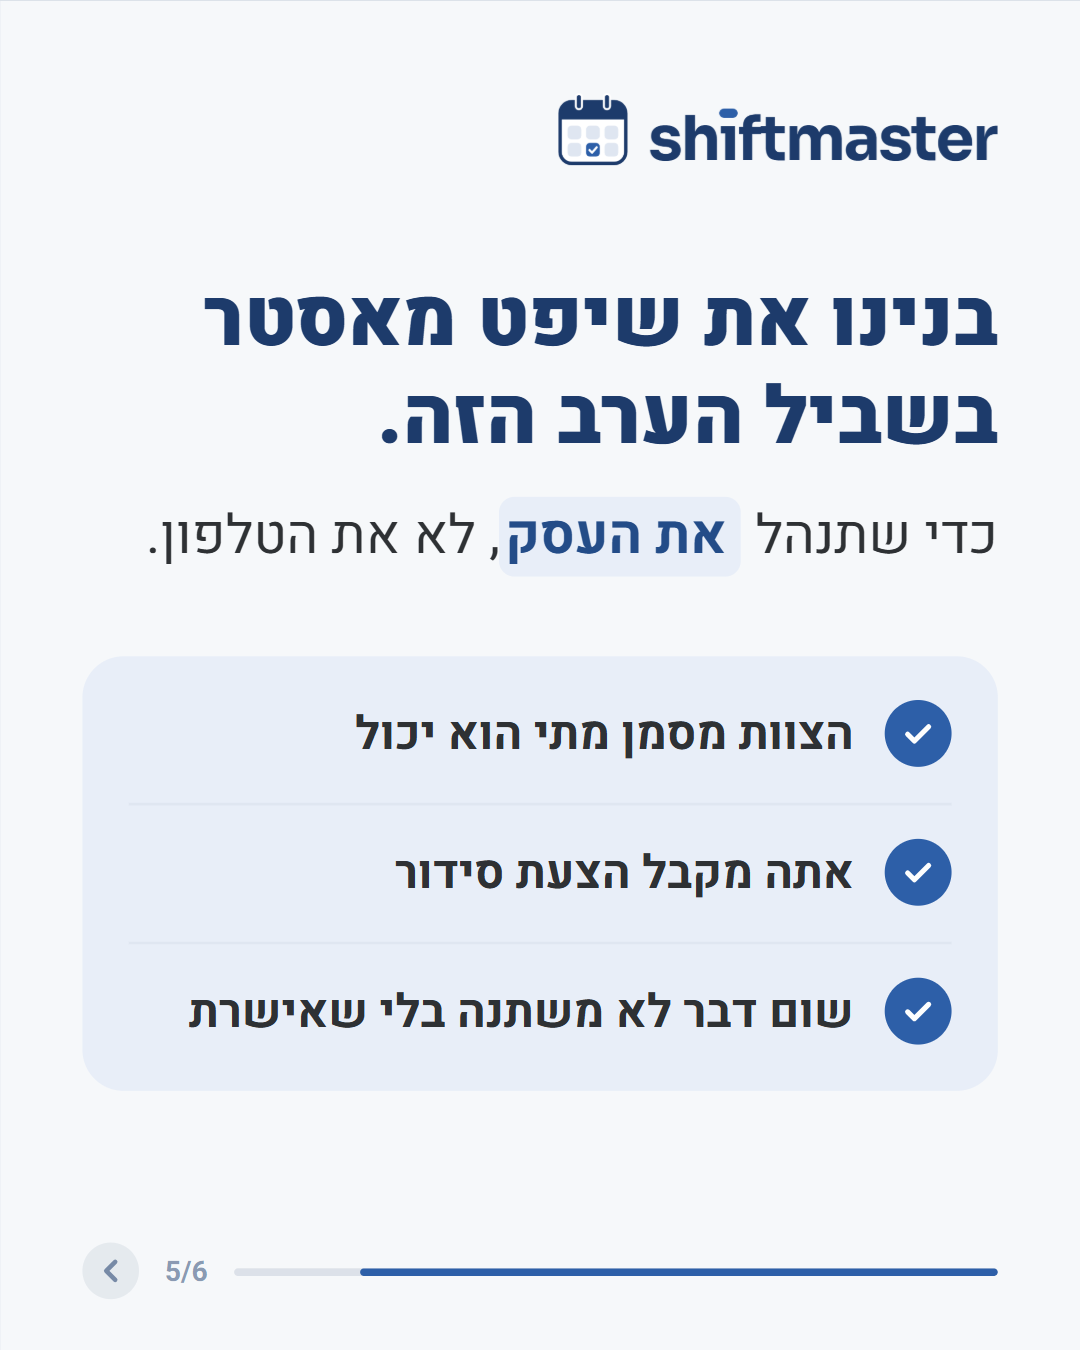 shiftmaster
בנינו את שיפט מאסטר
בשביל הערב הזה.
כדי שתנהל את העסק, לא את הטלפון.
הצוות מסמן מתי הוא יכול
אתה מקבל הצעת סידור
שום דבר לא משתנה בלי שאישרת
5/6